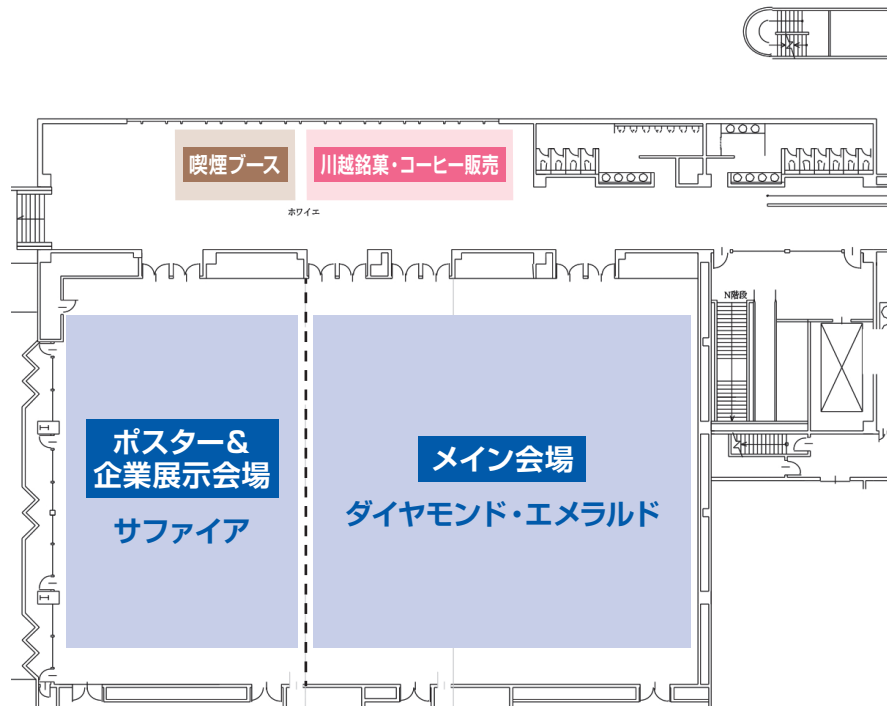 喫煙ブース
川越銘菓・コーヒー販売
ホワイエ
N階段
ポスター&
企業展示会場
サファイア
メイン会場
ダイヤモンド・エメラルド